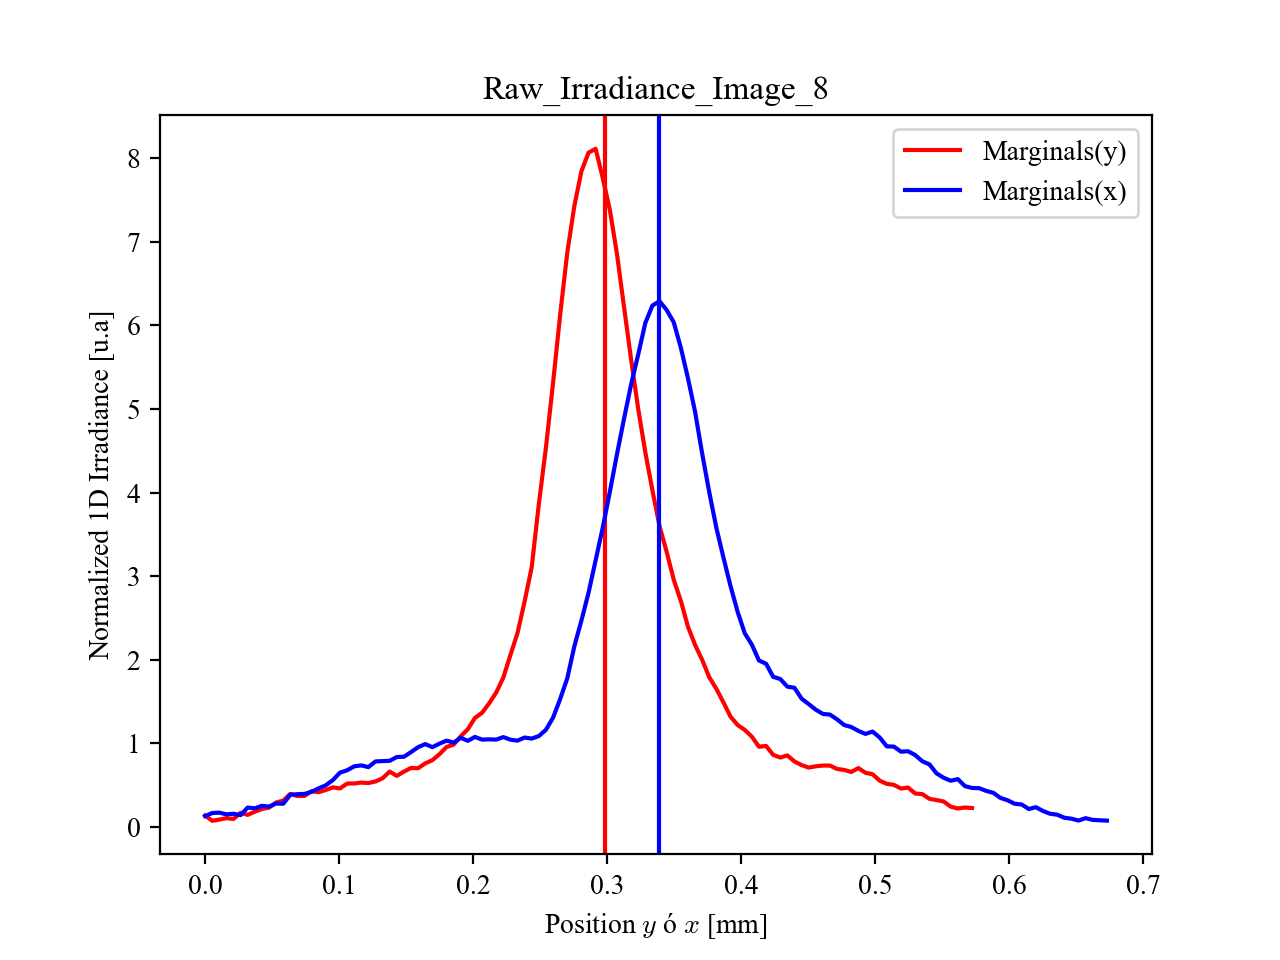 Raw_Irradiance_Image_8
Marginals(y)
Marginals(x)
Normalized 1D Irradiance [u.a]
8
7
6
5
4
3
2
1
0
0.0 0.1 0.2 0.3 0.4 0.5 0.6 0.7
Position y ó x [mm]